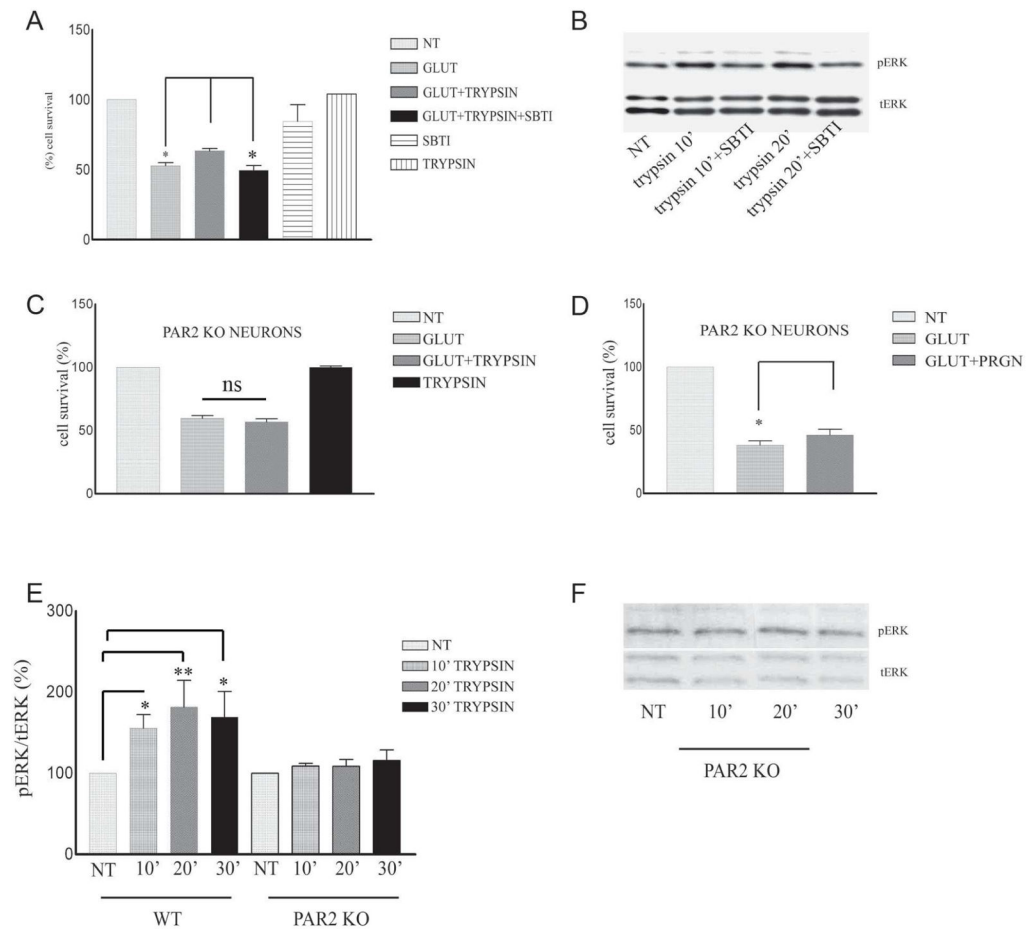 A
150
100
50
0
(%) cell survival
*
*
NT
GLUT
GLUT+TRYPSIN
GLUT+TRYPSIN+SBTI
SBTI
TRYPSIN
B
pERK
tERK
NT
trypsin 10'
trypsin 10'+SBTI
trypsin 20'
trypsin 20'+SBTI
C
150
100
50
0
cell survival (%)
PAR2 KO NEURONS
ns
NT
GLUT
GLUT+TRYPSIN
TRYPSIN
D
150
100
50
0
cell survival (%)
PAR2 KO NEURONS
*
NT
GLUT
GLUT+PRGN
E
300
200
100
0
pERK/tERK (%)
*
**
*
NT
10' TRYPSIN
20' TRYPSIN
30' TRYPSIN
NT 10' 20' 30' NT 10' 20' 30'
WT PAR2 KO
F
pERK
tERK
NT 10' 20' 30'
PAR2 KO